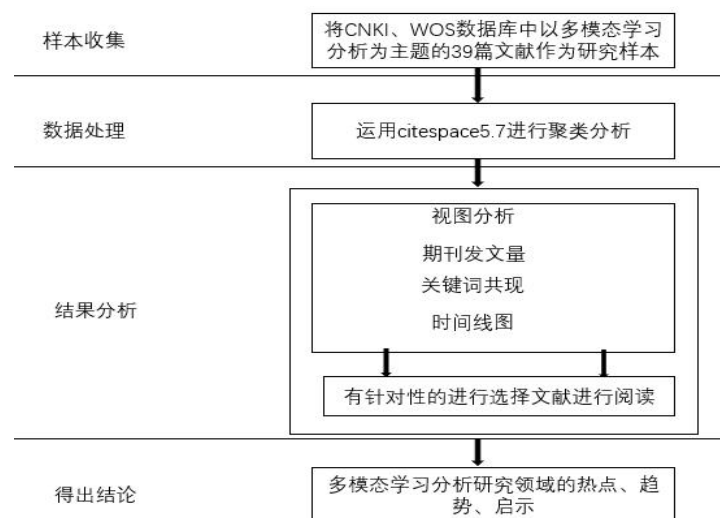 样本收集
将CNKI、WOS数据库中以多模态学习
分析为主题的39篇文献作为研究样本
数据处理
运用citespace5.7进行聚类分析
结果分析
视图分析
期刊发文量
关键词共现
时间线图
有针对性的进行选择文献进行阅读
得出结论
多模态学习分析研究领域的热点、趋
势、启示